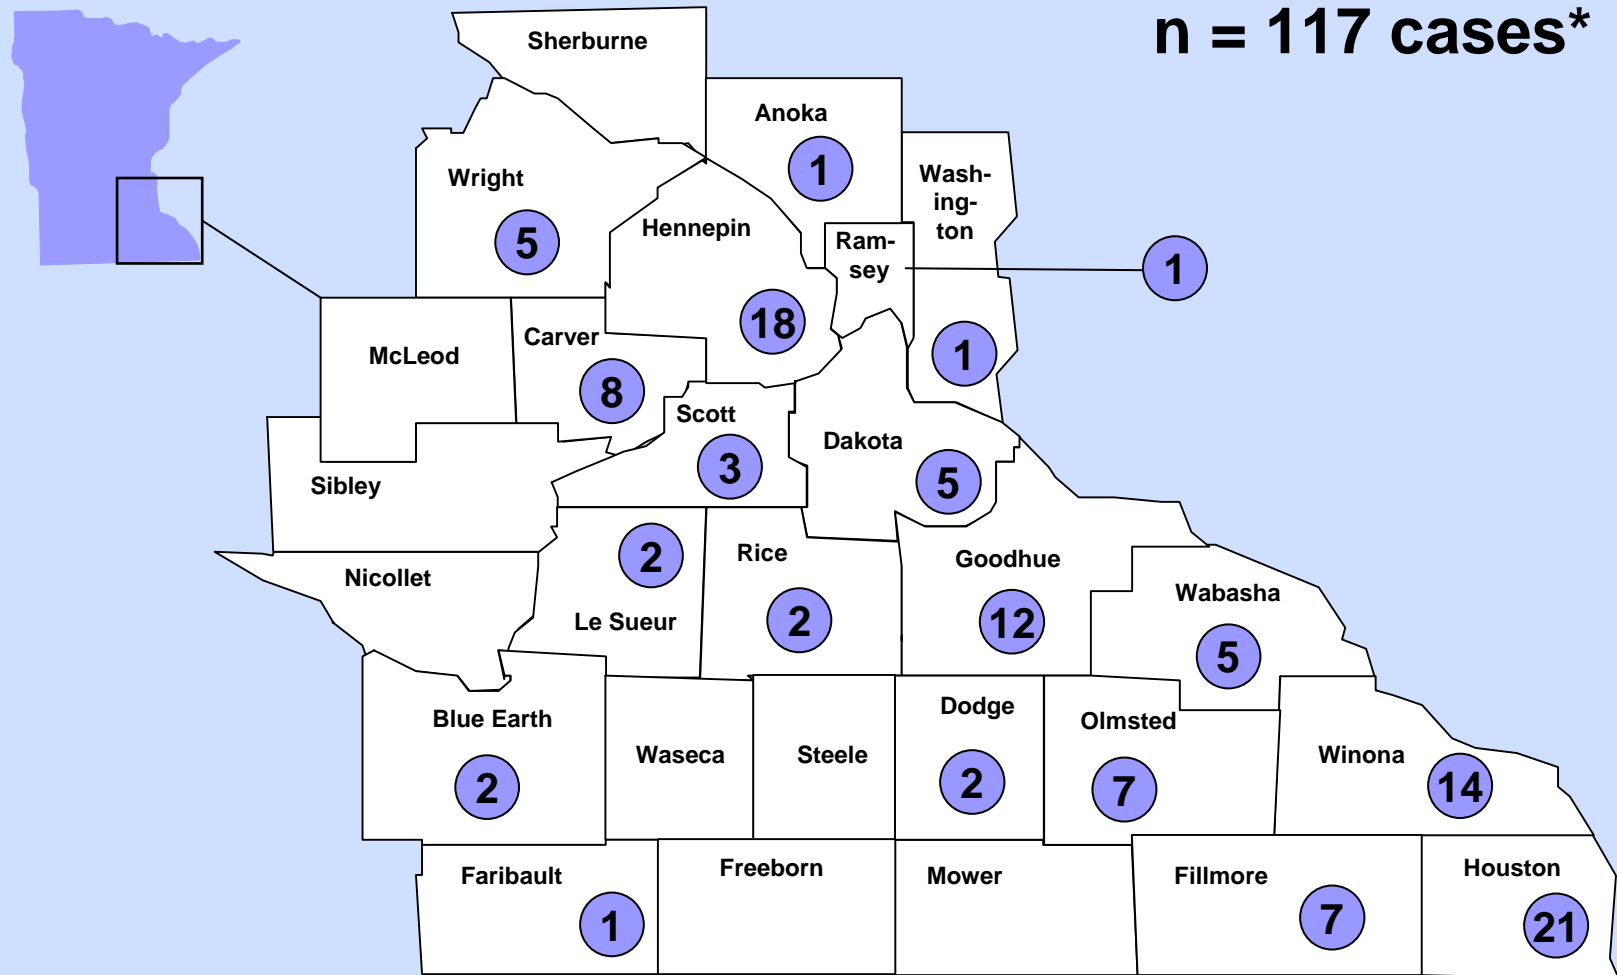 n = 117 cases*
Sherburne
Anoka
1
Wash-
ing-
ton
Wright
5
Hennepin
18
Ram-
sey
1
1
McLeod
Carver
8
Scott
3
Dakota
5
Sibley
Nicollet
2
Le Sueur
Rice
2
Goodhue
12
Wabasha
5
Blue Earth
2
Waseca
Steele
Dodge
2
Olmsted
7
Winona
14
Faribault
1
Freeborn
Mower
Fillmore
7
Houston
21